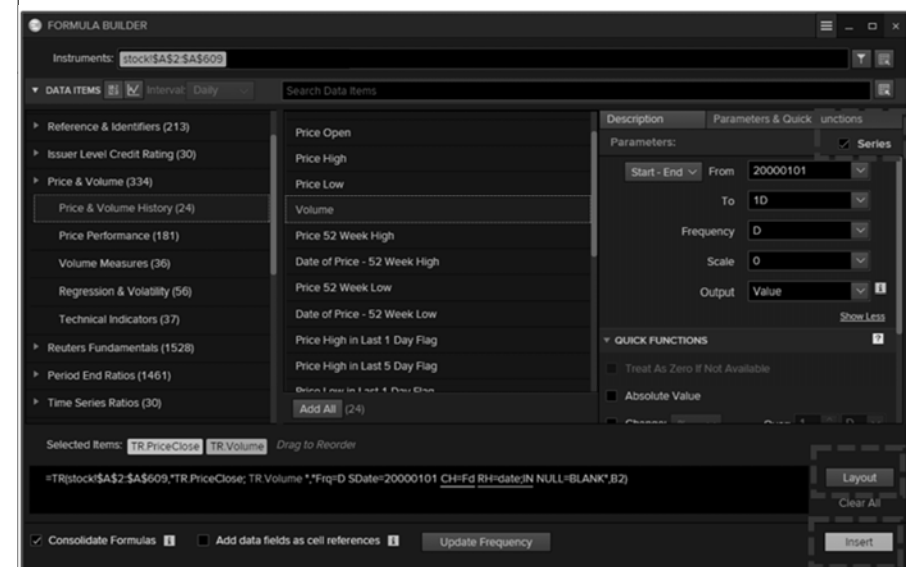 FORMULA BUILDER
Instruments: stock!$A$2:$A$609
DATA ITEMS Interval: Daily Search Data Items
Reference & Identifiers (213)
Issuer Level Credit Rating (30)
Price & Volume (334)
Price & Volume History (24)
Price Performance (181)
Volume Measures (36)
Regression & Volatility (56)
Technical Indicators (37)
Reuters Fundamentals (1528)
Period End Ratios (1461)
Time Series Ratios (30)
Price Open
Price High
Price Low
Volume
Price 52 Week High
Date of Price - 52 Week High
Price 52 Week Low
Date of Price - 52 Week Low
Price High in Last 1 Day Flag
Price High in Last 5 Day Flag
Price Low in Last 1 Day Flag
Add All (24)
Description Parameters & Quick unctions
Parameters: Series
Start - End From 20000101
To 1D
Frequency D
Scale 0
Output Value
Show Less
QUICK FUNCTIONS ?
Treat As Zero If Not Available
Absolute Value
Selected Items: TR.PriceClose TR.Volume Drag to Reorder
=TR(stock!$A$2:$A$609,"TR.PriceClose; TR.Volume ","Frq=D SDate=20000101 CH=Fd RH=date;IN NULL=BLANK",B2)
Layout
Clear All
Consolidate Formulas i Add data fields as cell references i Update Frequency Insert